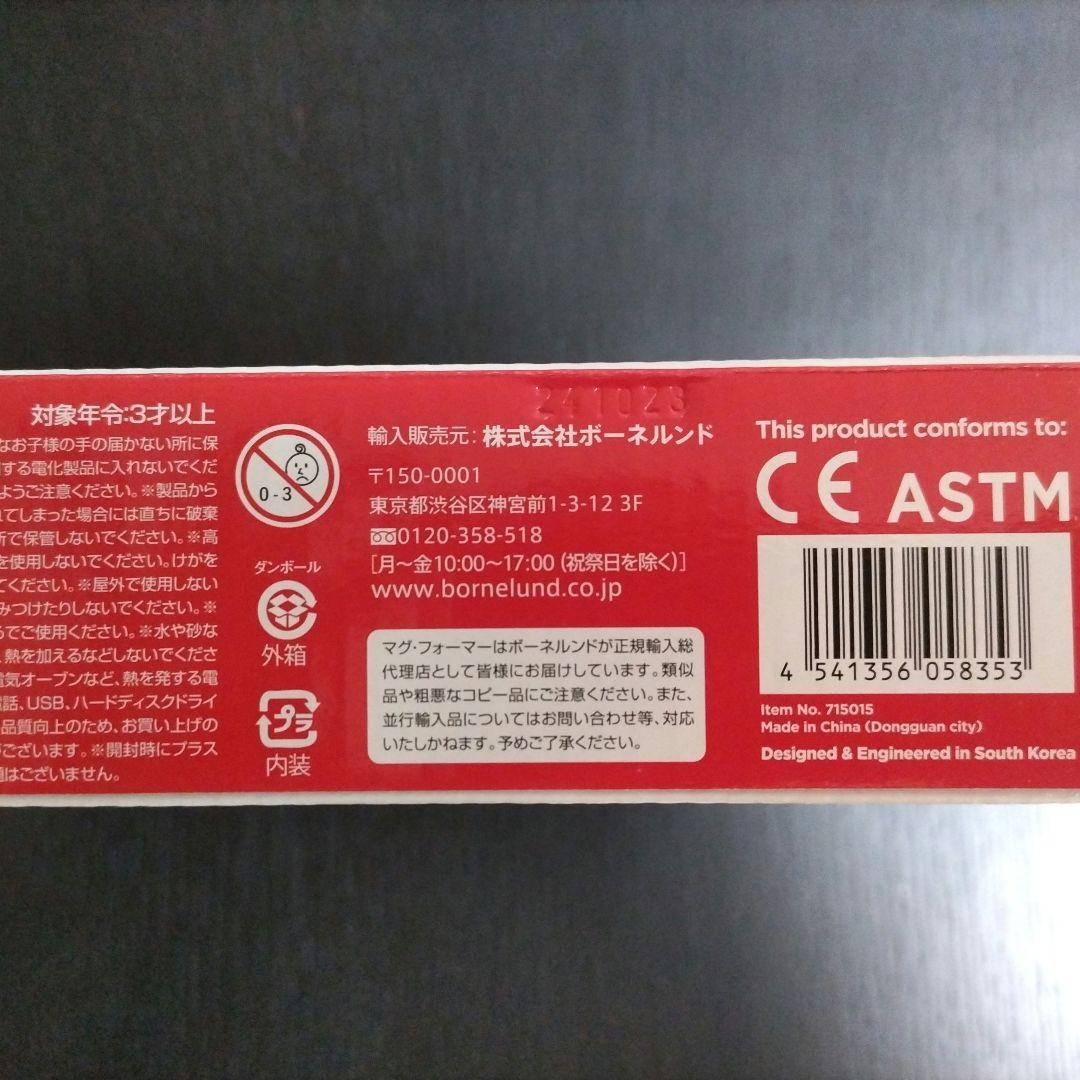 対象年令:3才以上
なお子様の手の届かない所に保
する電化製品に入れないでくだ
ようご注意ください。※製品から
れてしまった場合には直ちに破棄
所で保管しないでください。※高
を使用しないでください。けがを
てください。※屋外で使用しない
みつけたりしないでください。※
るでご使用ください。※水や砂な
、熱を加えるなどしないでくださ
電気オーブンなど、熱を発する電
電話、USB、ハードディスクドライ
品質向上のため、お買い上げの
がございます。※開封時にプラス
題はございません。
0-3
ダンボール
外箱
プラ
内装
241023
輸入販売元: 株式会社ボーネルンド
〒150-0001
東京都渋谷区神宮前1-3-12 3F
0120-358-518
[月〜金10:00〜17:00 (祝祭日を除く)]
www.bornelund.co.jp
マグ・フォーマーはボーネルンドが正規輸入総
代理店として皆様にお届けしています。類似
品や粗悪なコピー品にご注意ください。また、
並行輸入品についてはお問い合わせ等、対応
いたしかねます。予めご了承ください。
This product conforms to:
CE ASTM
4 541356 058353
Item No. 715015
Made in China (Dongguan city)
Designed & Engineered in South Korea